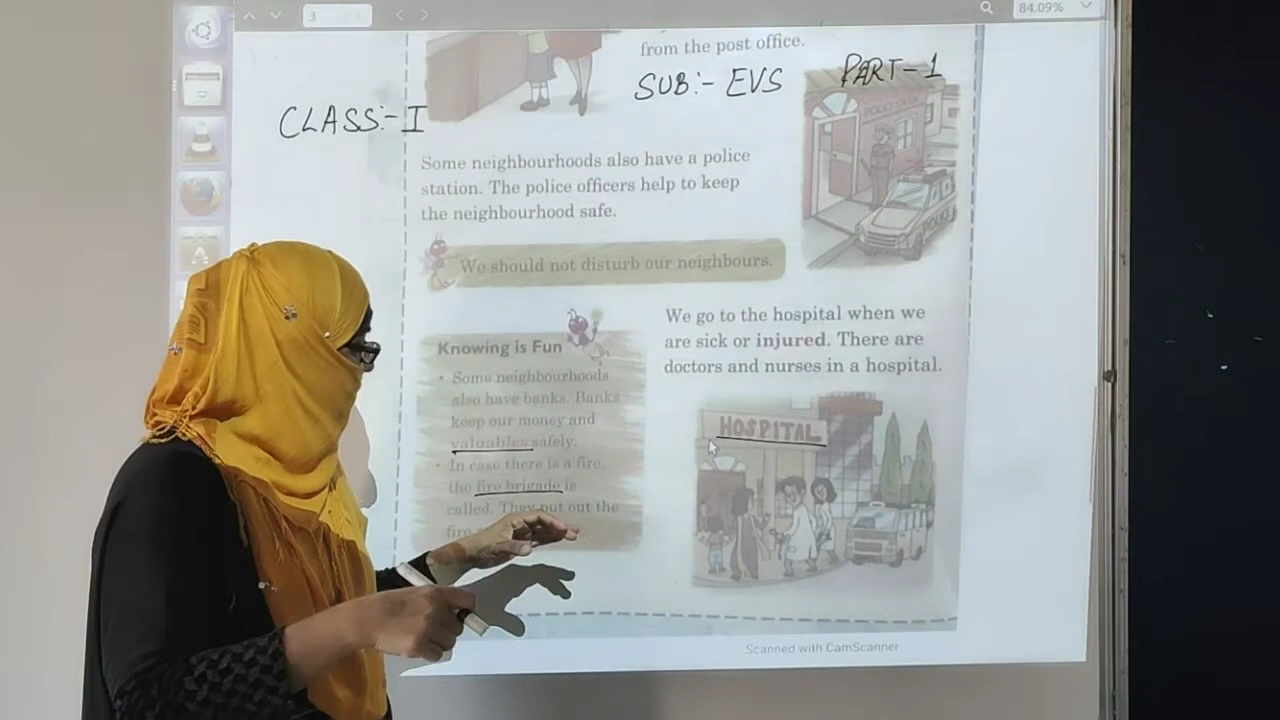 3
84.09%
from the post office.
SUB:- EVS
PART-1
CLASS:-I
POLICE STATION
Some neighbourhoods also have a police
station. The police officers help to keep
the neighbourhood safe.
POLICE
We should not disturb our neighbours.
We go to the hospital when we
are sick or injured. There are
doctors and nurses in a hospital.
Knowing is Fun
• Some neighbourhoods
also have banks. Banks
keep our money and
valuables safely.
• In case there is a fire,
the fire brigade is
called. They put out the
fire
HOSPITAL
Scanned with CamScanner